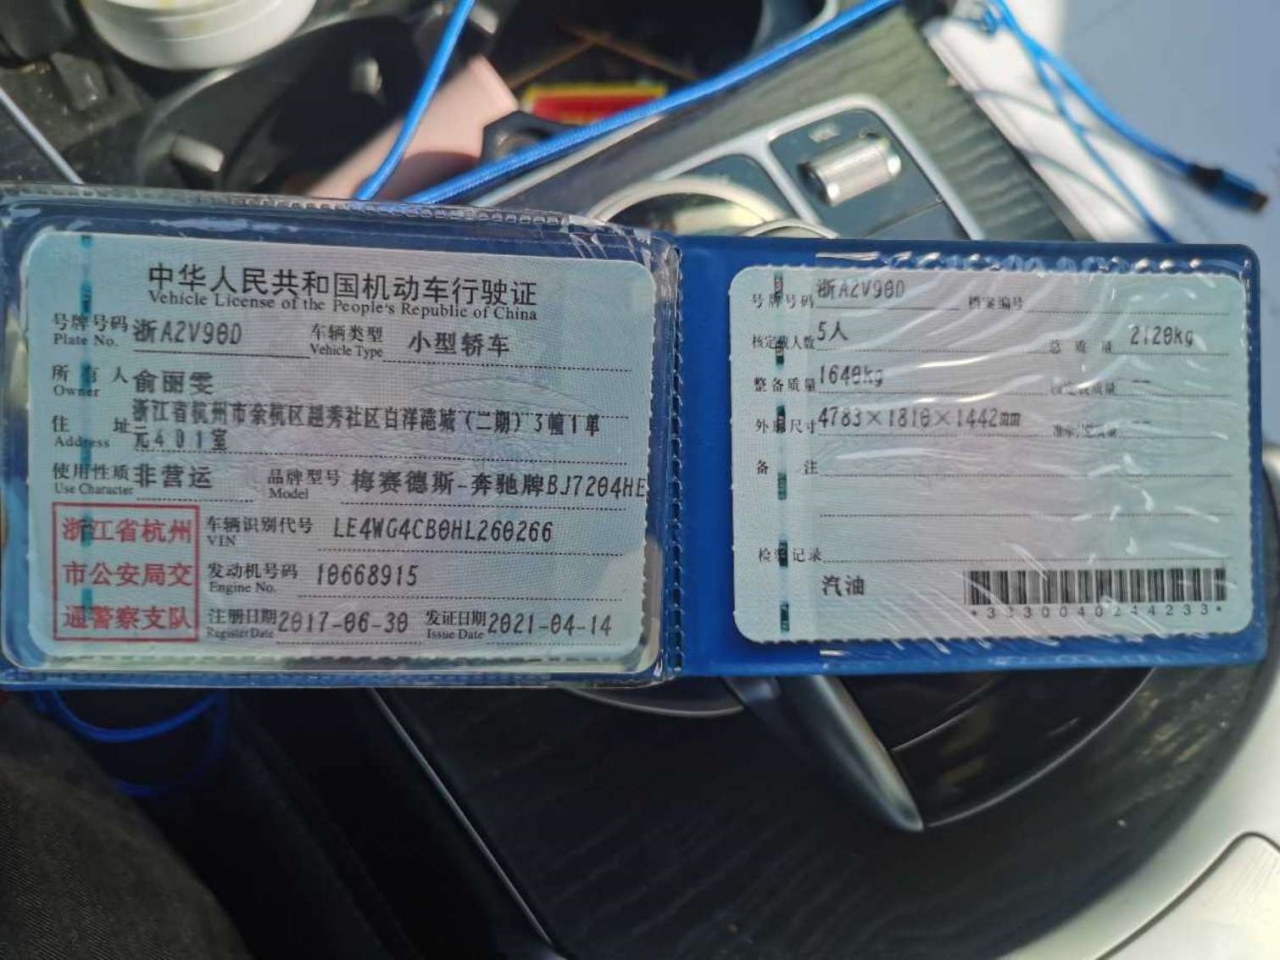 中华人民共和国机动车行驶证
Vehicle License of the People's Republic of China
号牌号码 浙A2V90D 车辆类型 小型轿车
Plate No. Vehicle Type
所有人 俞丽雯
Owner
住址 浙江省杭州市余杭区越秀社区白洋港城(二期)3幢1单
Address 元401室
使用性质 非营运 品牌型号 梅赛德斯-奔驰牌BJ7204HE
Use Character Model
浙江省杭州
市公安局交
通警察支队
车辆识别代号 LE4WG4CB0HL260266
VIN
发动机号码 10668915
Engine No.
注册日期 2017-06-30 发证日期 2021-04-14
Register Date Issue Date
号牌号码 浙A2V90D 档案编号
核定载人数 5人 总质量 2120kg
整备质量 1640kg
外廓尺寸 4783×1810×1442mm
备注
检验记录
汽油
*3330040244233*